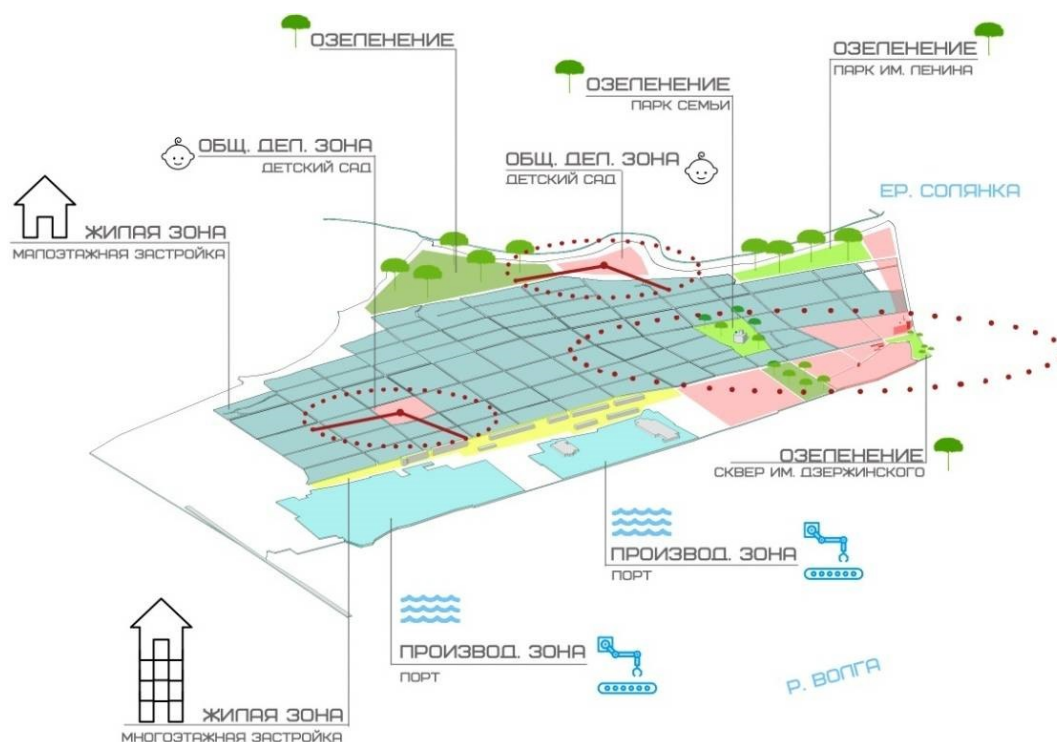 ОЗЕЛЕНЕНИЕ
ОЗЕЛЕНЕНИЕ
ПАРК ИМ. ЛЕНИНА
ОЗЕЛЕНЕНИЕ
ПАРК СЕМЬИ
ОБЩ. ДЕЛ. ЗОНА
ДЕТСКИЙ САД
ОБЩ. ДЕЛ. ЗОНА
ДЕТСКИЙ САД
ЕР. СОЛЯНКА
ЖИЛАЯ ЗОНА
МАЛОЭТАЖНАЯ ЗАСТРОЙКА
ОЗЕЛЕНЕНИЕ
СКВЕР ИМ. ДЗЕРЖИНСКОГО
ПРОИЗВОД. ЗОНА
ПОРТ
ПРОИЗВОД. ЗОНА
ПОРТ
Р. ВОЛГА
ЖИЛАЯ ЗОНА
МНОГОЭТАЖНАЯ ЗАСТРОЙКА